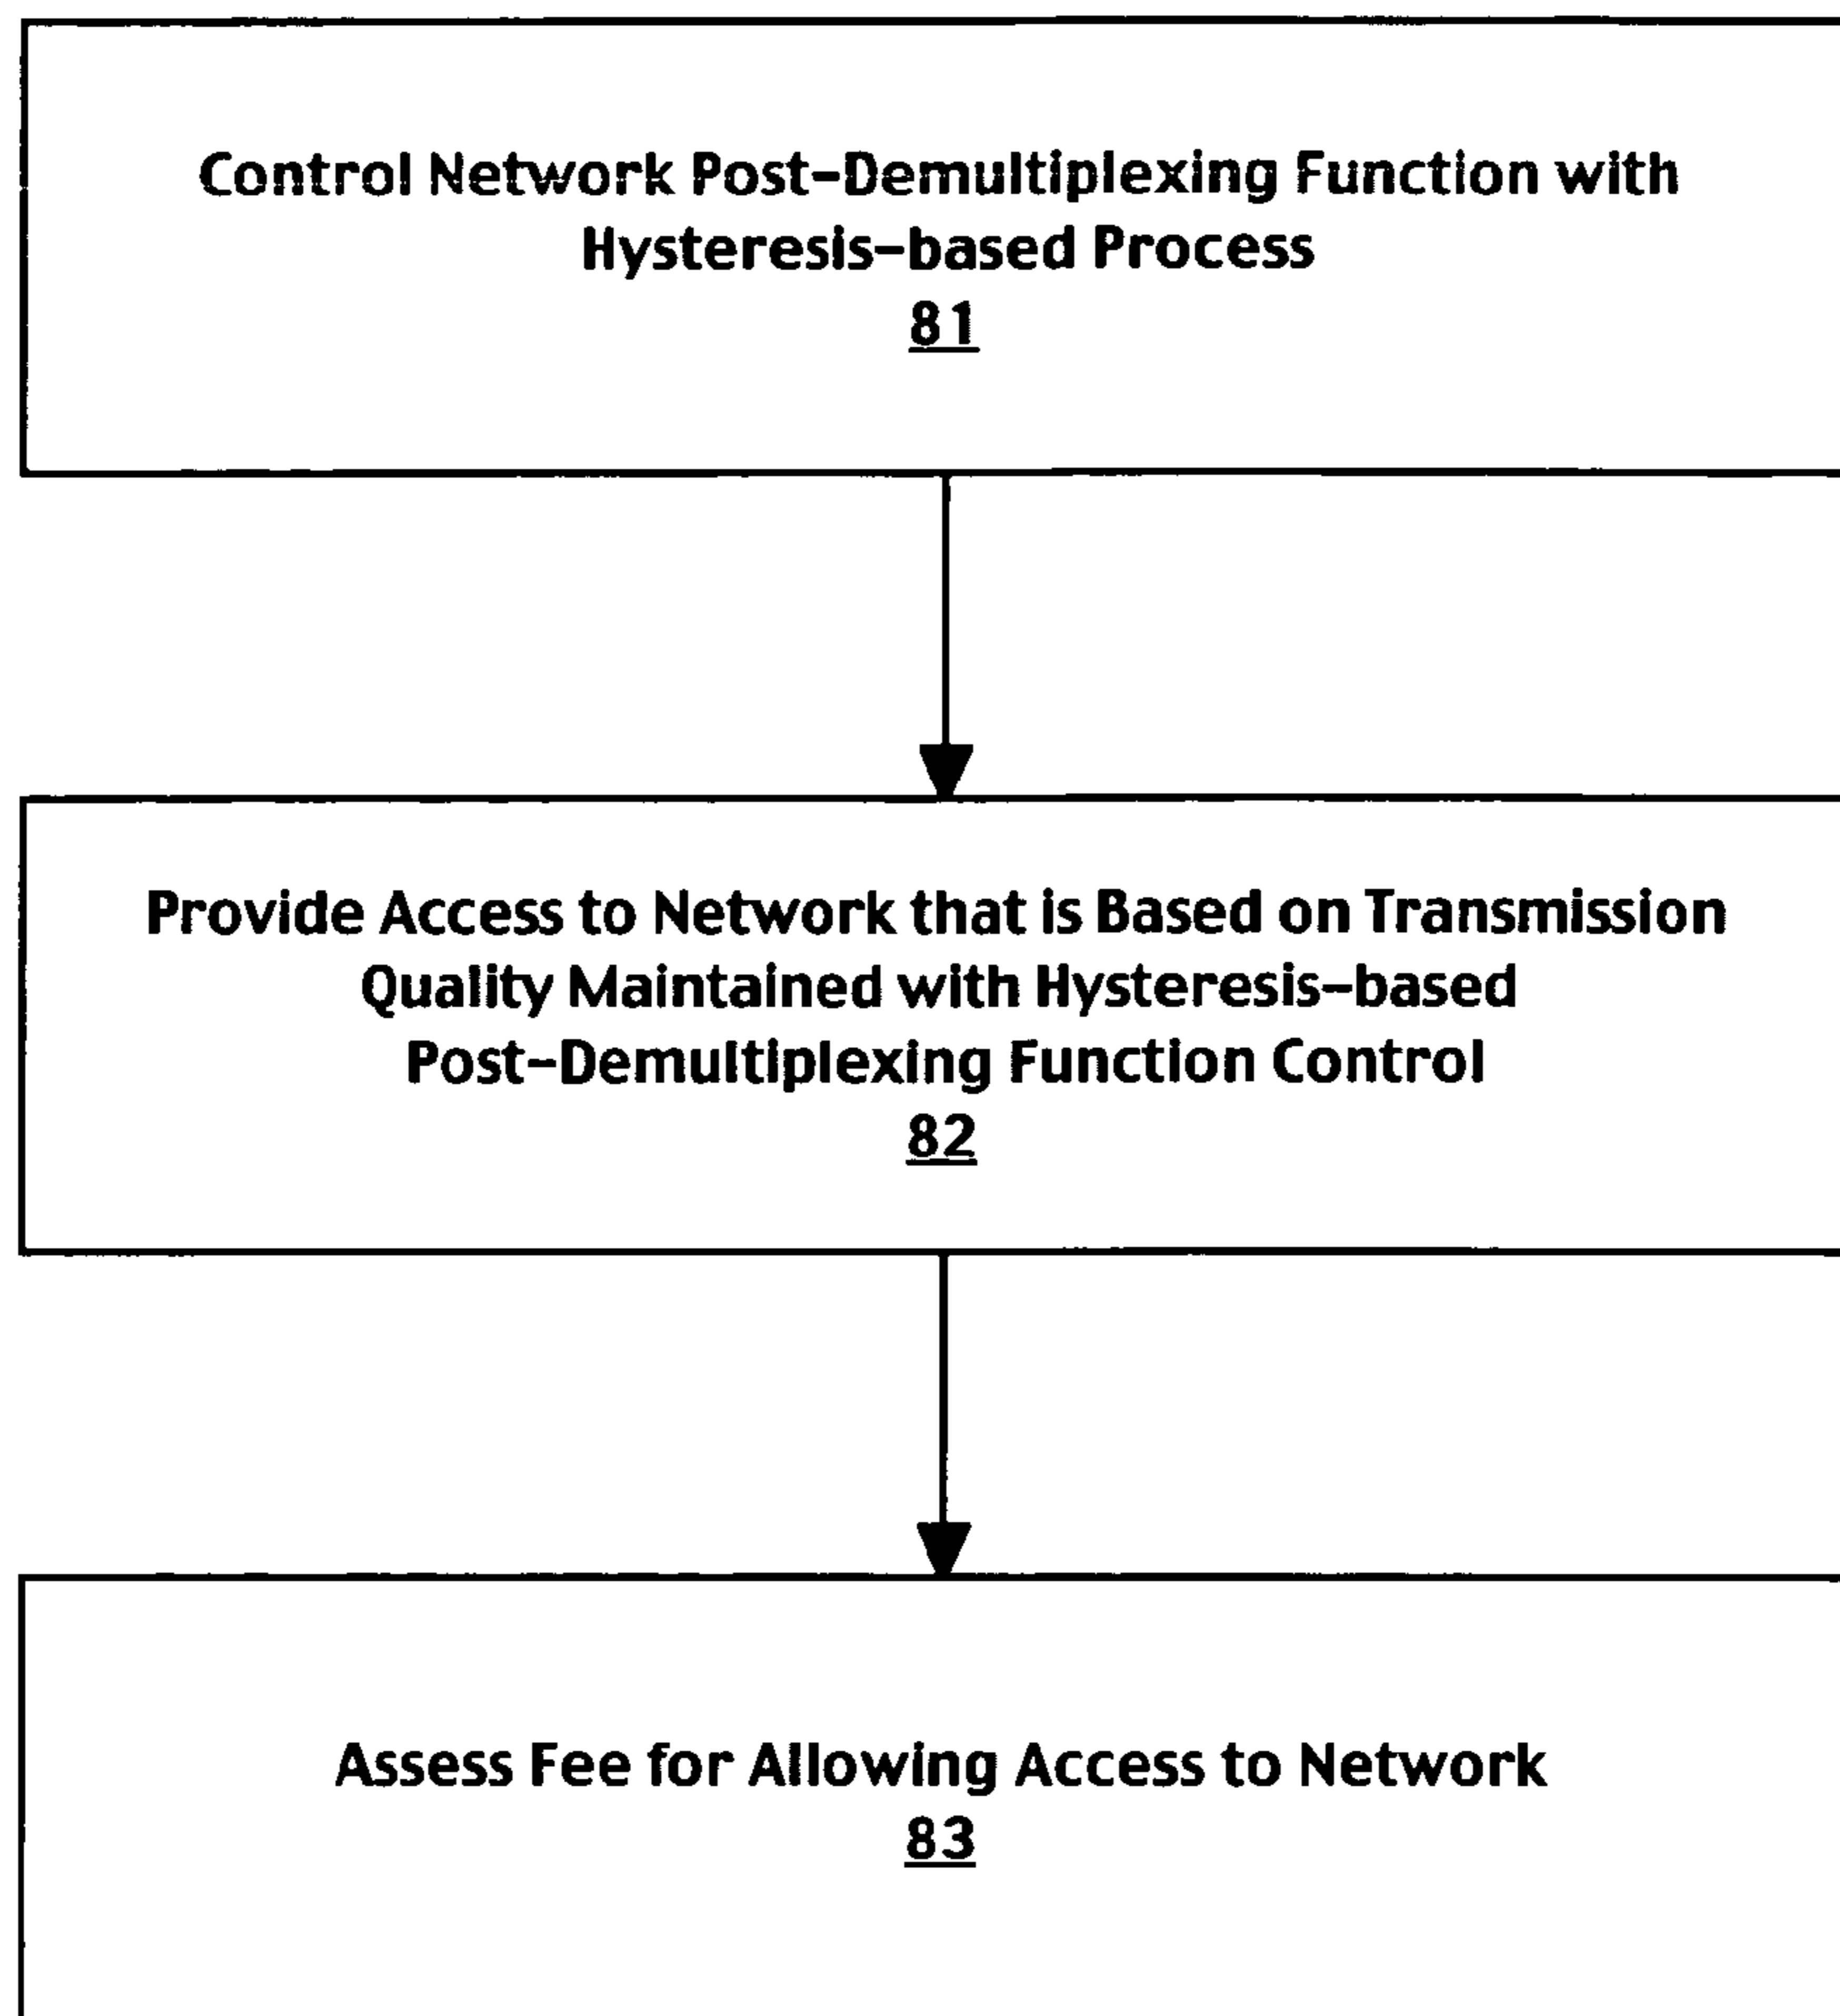 Control Network Post-Demultiplexing Function with
Hysteresis-based Process
81
Provide Access to Network that is Based on Transmission
Quality Maintained with Hysteresis-based
Post-Demultiplexing Function Control
82
Assess Fee for Allowing Access to Network
83